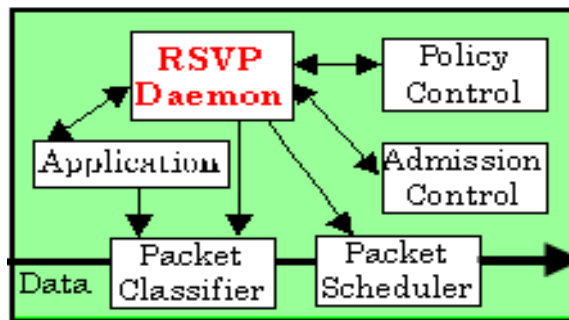 RSVP
Daemon
Policy
Control
Application
Admission
Control
Data
Packet
Classifier
Packet
Scheduler